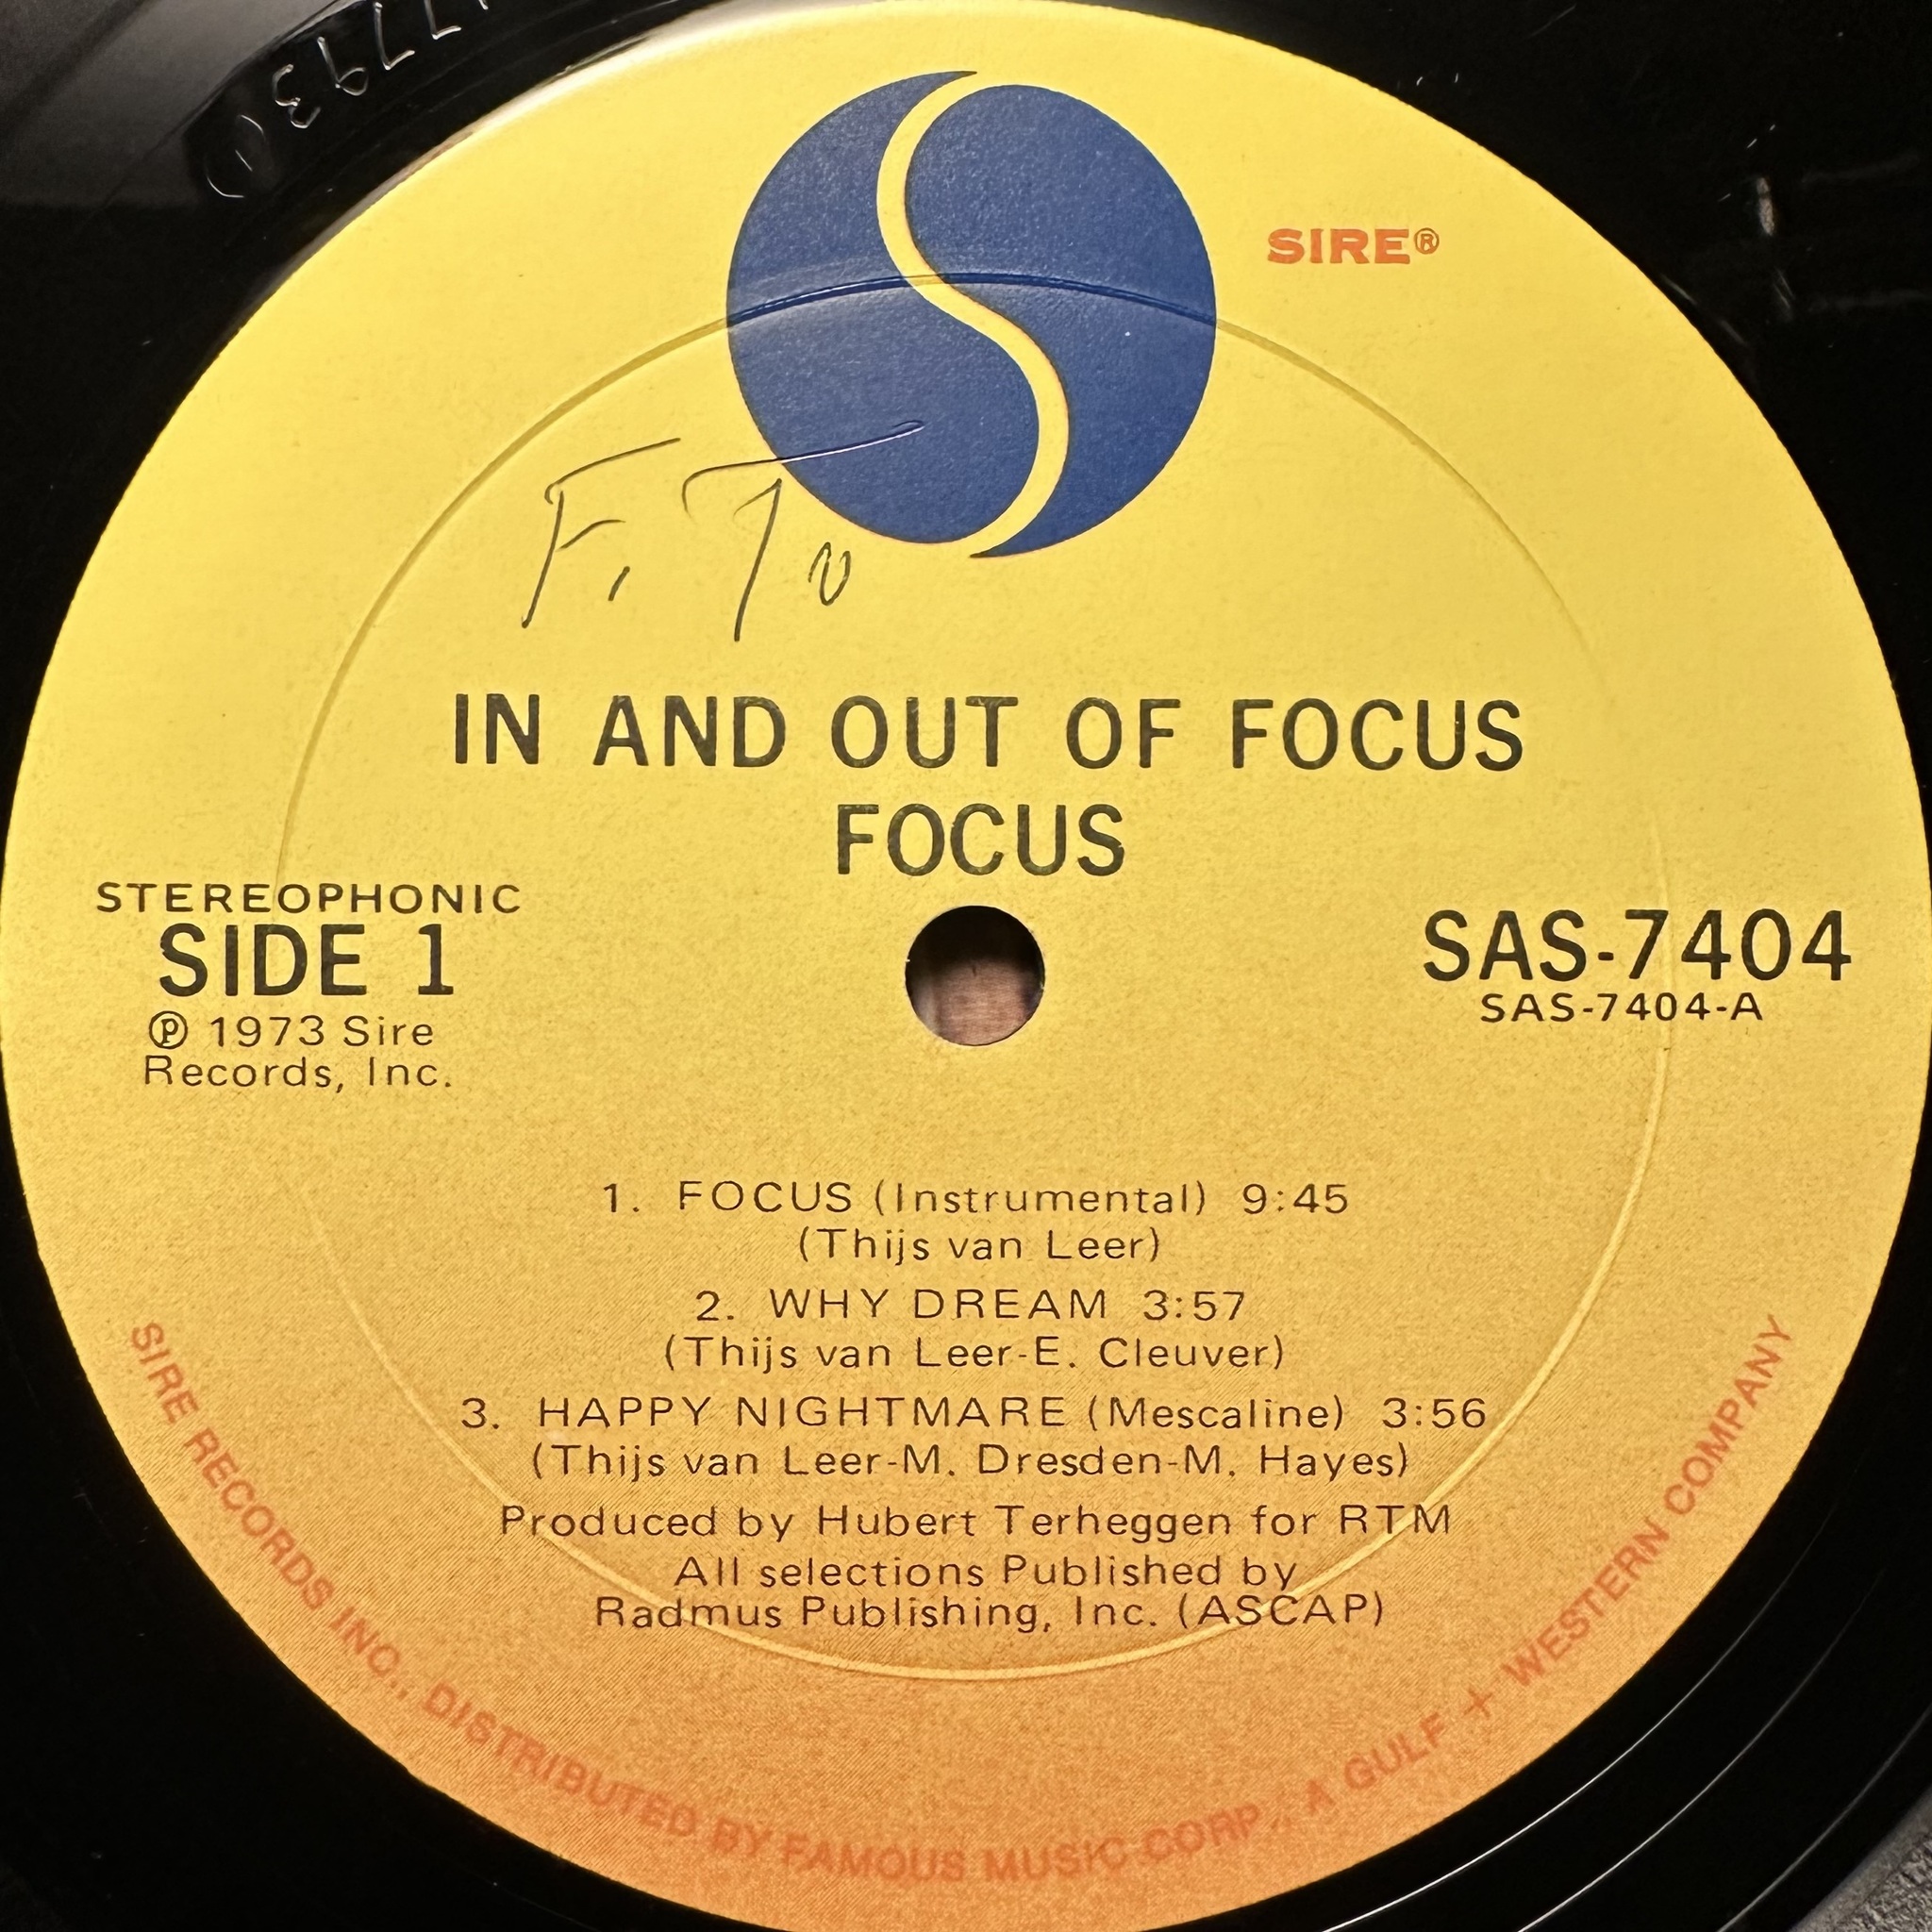 SIRE®
IN AND OUT OF FOCUS
FOCUS
STEREOPHONIC
SIDE 1
℗ 1973 Sire
Records, Inc.
SAS-7404
SAS-7404-A
1. FOCUS (Instrumental) 9:45
(Thijs van Leer)
2. WHY DREAM 3:57
(Thijs van Leer-E. Cleuver)
3. HAPPY NIGHTMARE (Mescaline) 3:56
(Thijs van Leer-M. Dresden-M. Hayes)
Produced by Hubert Terheggen for RTM
All selections Published by
Radmus Publishing, Inc. (ASCAP)
SIRE RECORDS INC., DISTRIBUTED BY FAMOUS MUSIC CORP., A GULF + WESTERN COMPANY